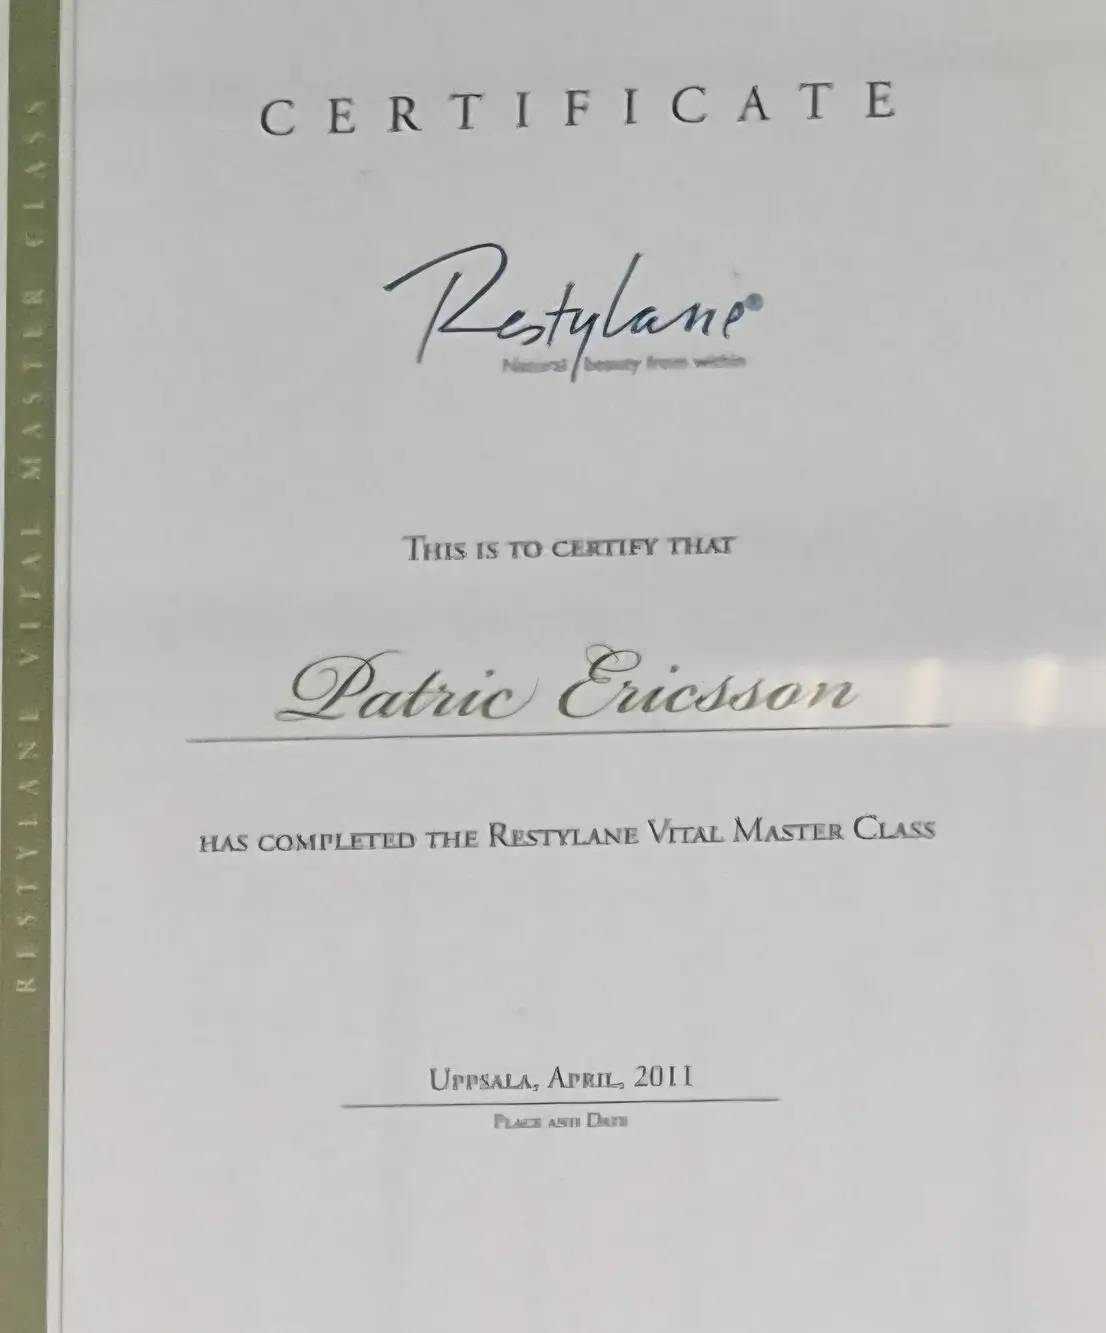 CERTIFICATE
Restylane®
Natural beauty from within
THIS IS TO CERTIFY THAT
Patric Ericsson
HAS COMPLETED THE RESTYLANE VITAL MASTER CLASS
UPPSALA, APRIL, 2011
PLACE AND DATE
RESTYLANE VITAL MASTER CLASS